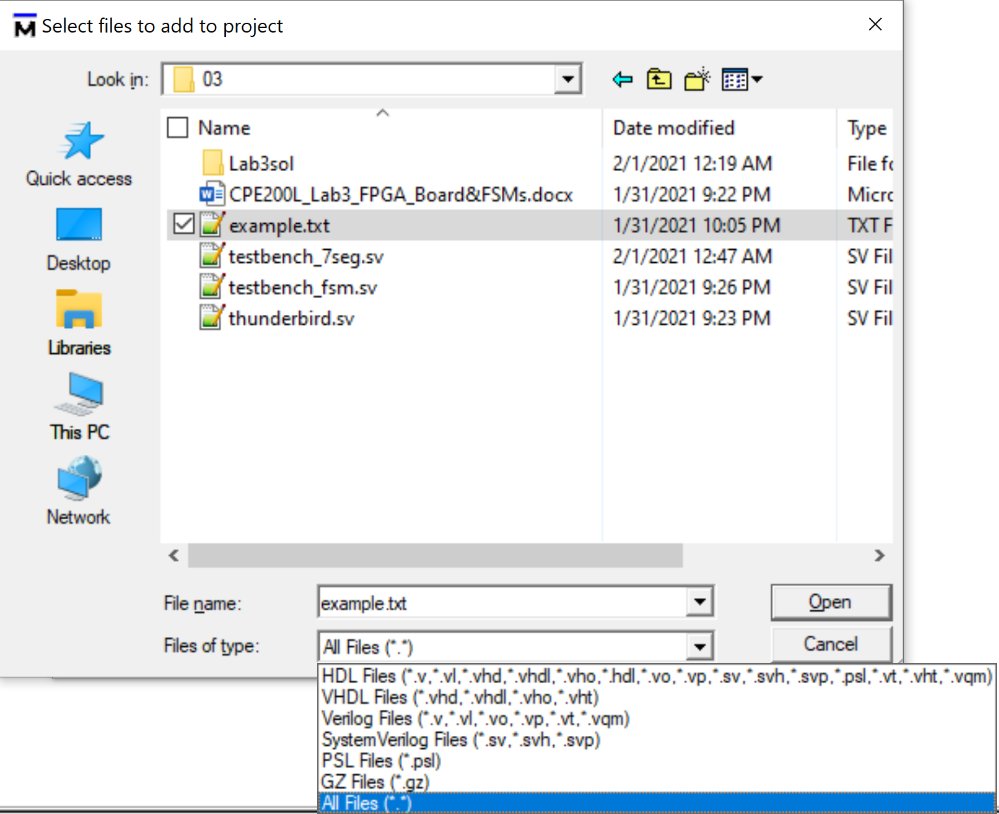 Select files to add to project
Look in: 03
Name Date modified Type
Lab3sol 2/1/2021 12:19 AM File fo
CPE200L_Lab3_FPGA_Board&FSMs.docx 1/31/2021 9:22 PM Micro
example.txt 1/31/2021 10:05 PM TXT F
testbench_7seg.sv 2/1/2021 12:47 AM SV Fil
testbench_fsm.sv 1/31/2021 9:26 PM SV Fil
thunderbird.sv 1/31/2021 9:23 PM SV Fil
Quick access
Desktop
Libraries
This PC
Network
File name: example.txt Open
Files of type: All Files (*.*) Cancel
HDL Files (*.v,*.vl,*.vhd,*.vhdl,*.vho,*.hdl,*.vo,*.vp,*.sv,*.svh,*.svp,*.psl,*.vt,*.vht,*.vqm)
VHDL Files (*.vhd,*.vhdl,*.vho,*.vht)
Verilog Files (*.v,*.vl,*.vo,*.vp,*.vt,*.vqm)
SystemVerilog Files (*.sv,*.svh,*.svp)
PSL Files (*.psl)
GZ Files (*.gz)
All Files (*.*)